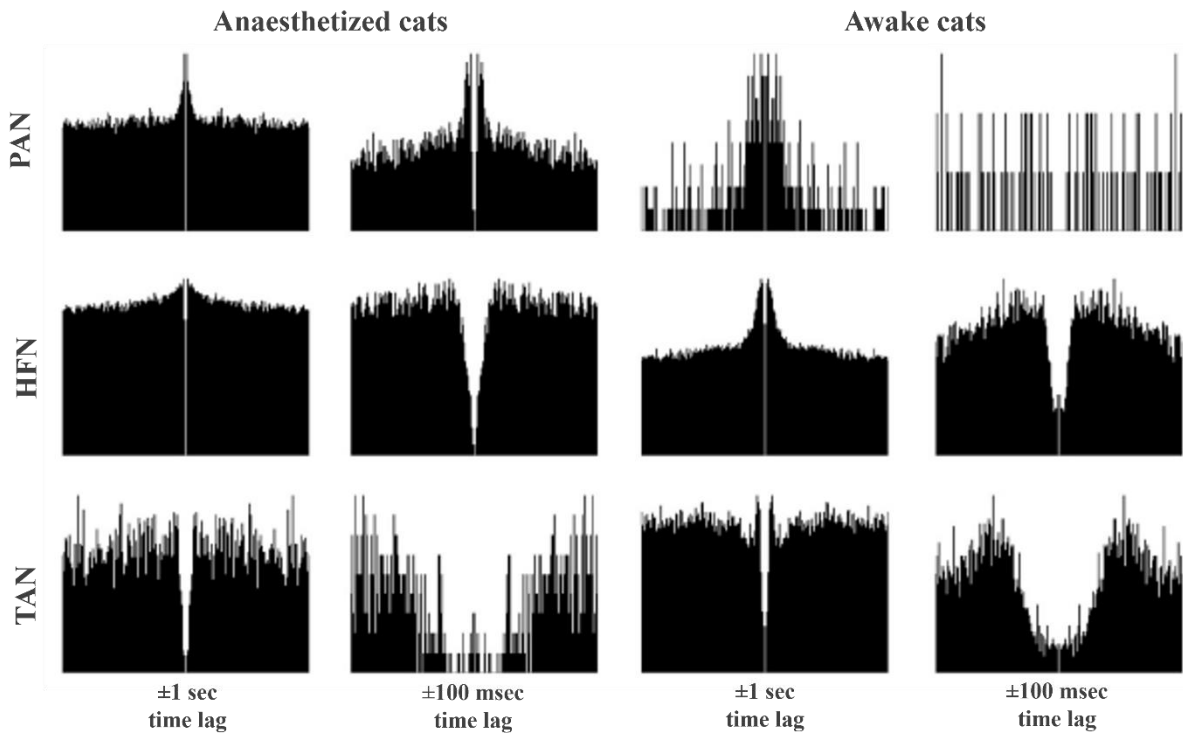 Anaesthetized cats
Awake cats
PAN
HFN
TAN
±1 sec
time lag
±100 msec
time lag
±1 sec
time lag
±100 msec
time lag